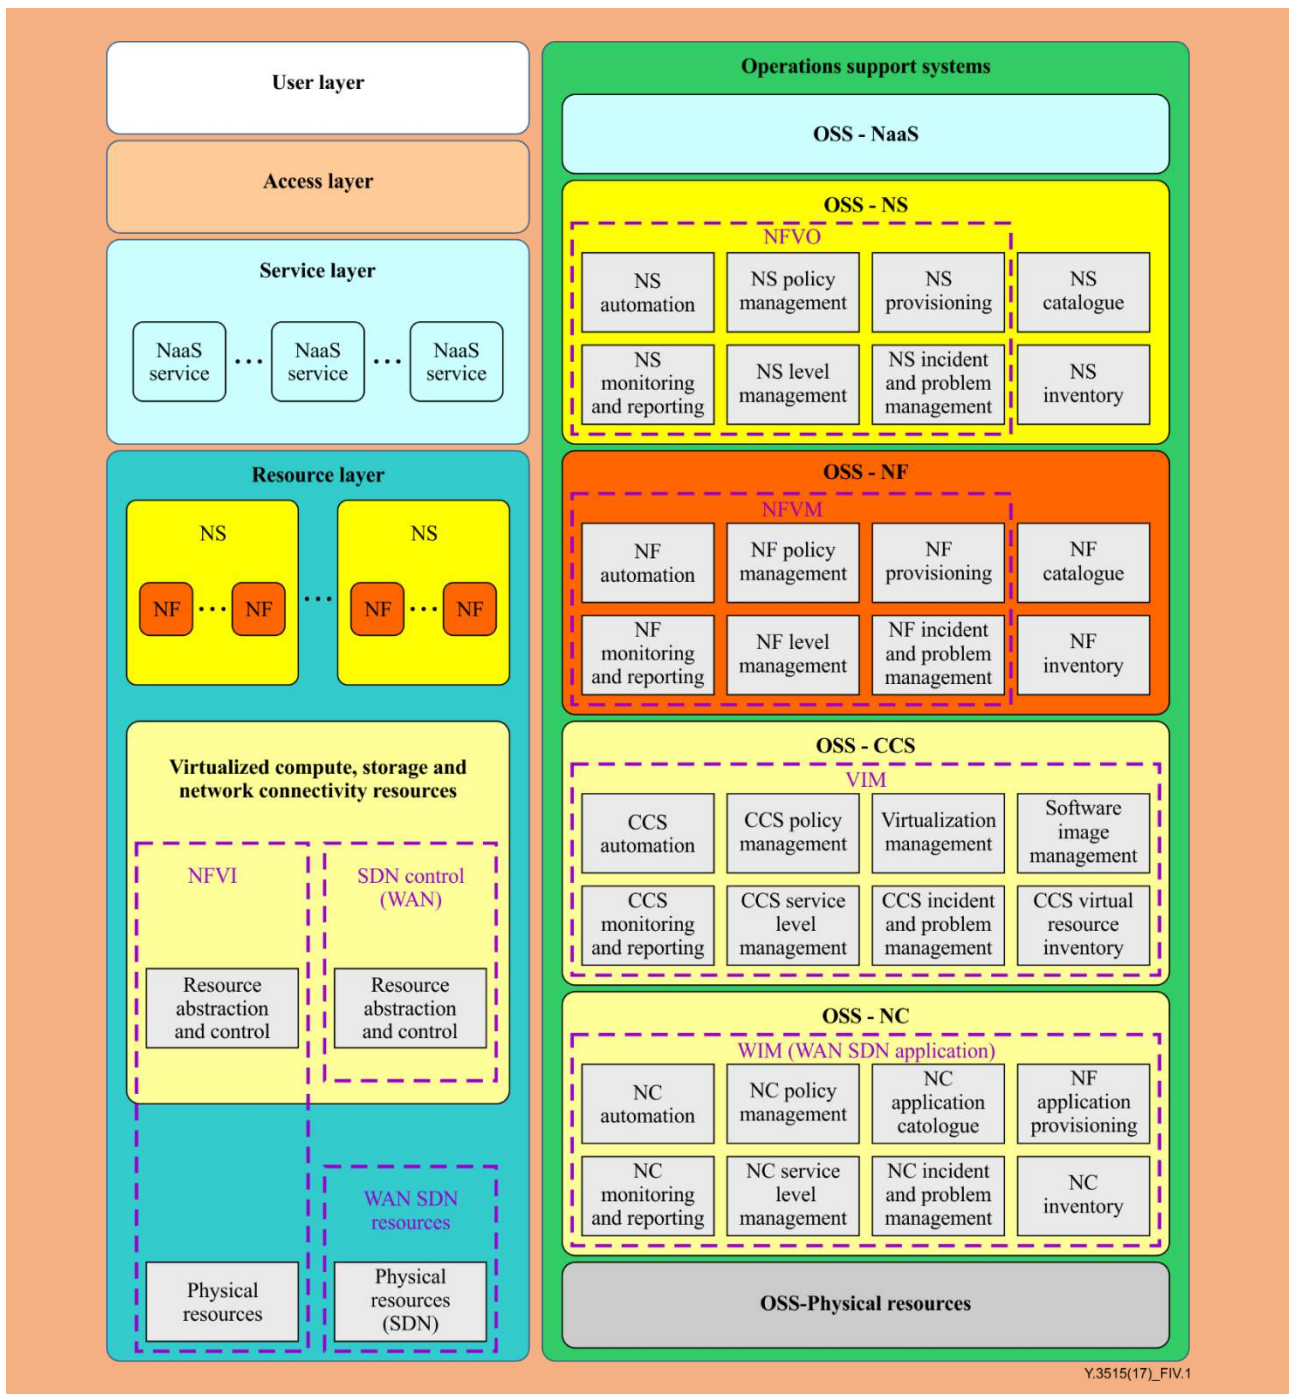 User layer
Access layer
Service layer
NaaS
service
...
NaaS
service
...
NaaS
service
Resource layer
NS
NF
...
NF
...
NS
NF
...
NF
Virtualized compute, storage and
network connectivity resources
NFVI
SDN control
(WAN)
Resource
abstraction
and control
Resource
abstraction
and control
WAN SDN
resources
Physical
resources
Physical
resources
(SDN)
Operations support systems
OSS - NaaS
OSS - NS
NFVO
NS
automation
NS policy
management
NS
provisioning
NS
catalogue
NS
monitoring
and reporting
NS level
management
NS incident
and problem
management
NS
inventory
OSS - NF
NFVM
NF
automation
NF policy
management
NF
provisioning
NF
catalogue
NF
monitoring
and reporting
NF level
management
NF incident
and problem
management
NF
inventory
OSS - CCS
VIM
CCS
automation
CCS policy
management
Virtualization
management
Software
image
management
CCS
monitoring
and reporting
CCS service
level
management
CCS incident
and problem
management
CCS virtual
resource
inventory
OSS - NC
WIM (WAN SDN application)
NC
automation
NC policy
management
NC
application
catologue
NF
application
provisioning
NC
monitoring
and reporting
NC service
level
management
NC incident
and problem
management
NC
inventory
OSS-Physical resources
Y.3515(17)_FIV.1